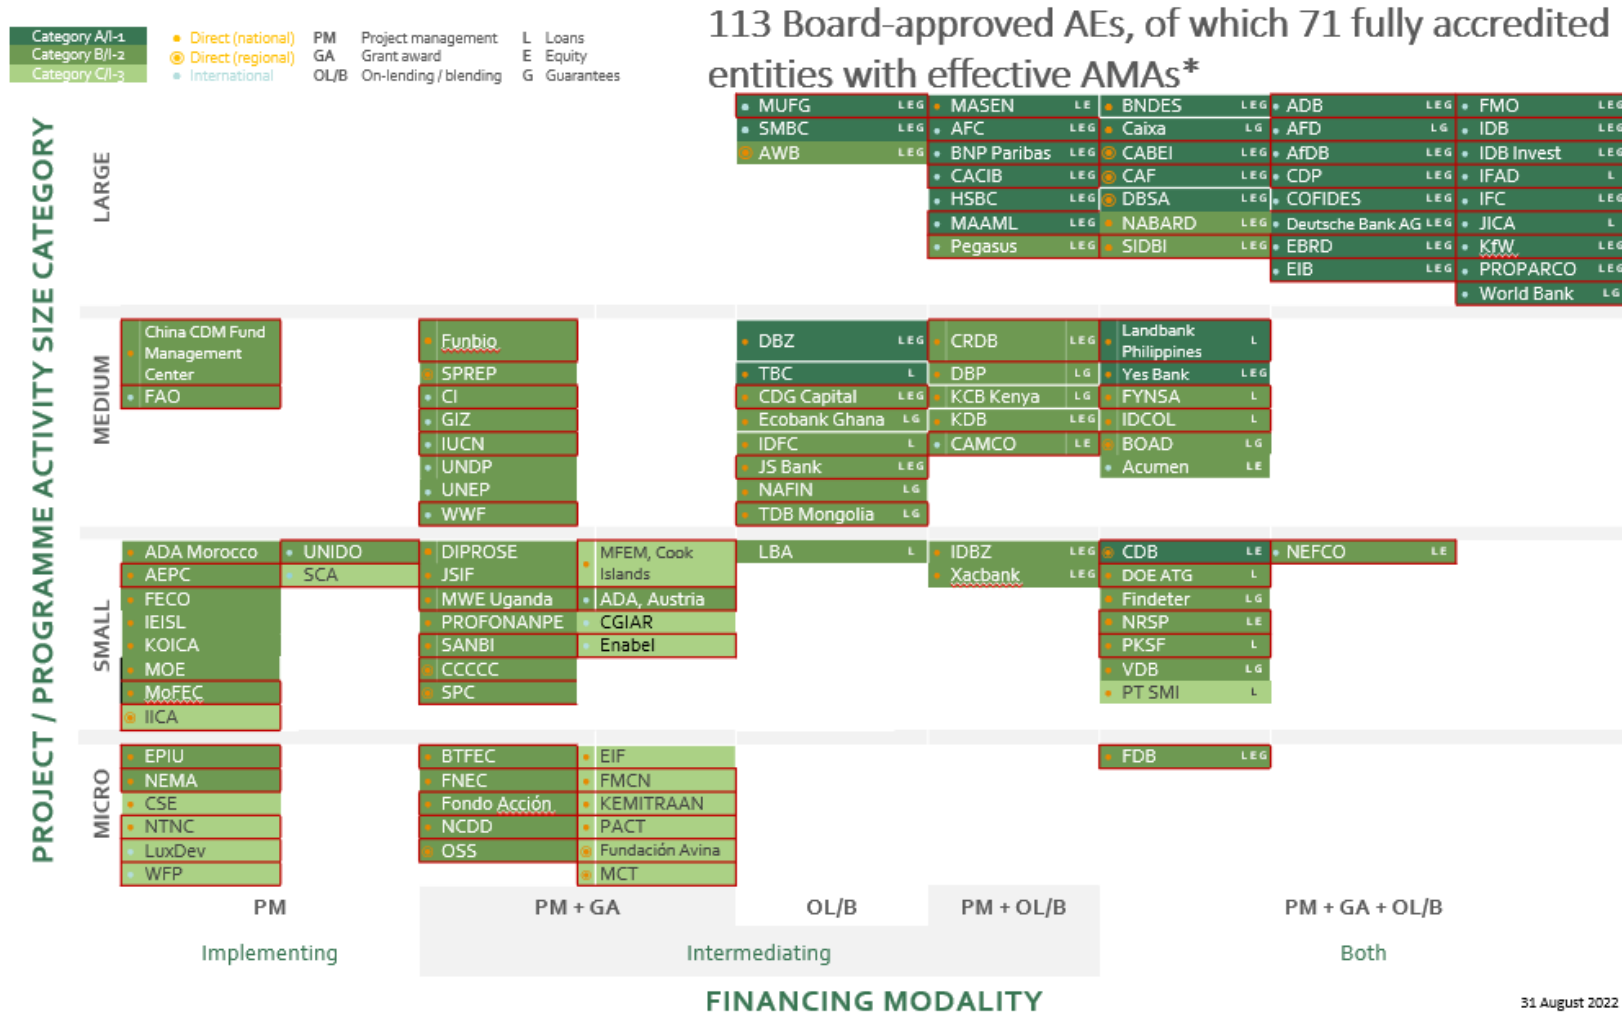 113 Board-approved AEs, of which 71 fully accredited
entities with effective AMAs*
Category A/I-1
Category B/I-2
Category C/I-3
Direct (national)
Direct (regional)
International
PM Project management
GA Grant award
OL/B On-lending / blending
L Loans
E Equity
G Guarantees
PROJECT / PROGRAMME ACTIVITY SIZE CATEGORY
LARGE
MUFG LEG
SMBC LEG
AWB LEG
MASEN LE
AFC LEG
BNP Paribas LEG
CACIB LEG
HSBC LEG
MAAML LEG
Pegasus LEG
BNDES LEG
Caixa LG
CABEI LEG
CAF LEG
DBSA LEG
NABARD LEG
SIDBI LEG
ADB LEG
AFD LG
AfDB LEG
CDP LEG
COFIDES LEG
Deutsche Bank AG LEG
EBRD LEG
EIB LEG
FMO LEG
IDB LEG
IDB Invest LEG
IFAD L
IFC LEG
JICA L
KfW LEG
PROPARCO LEG
World Bank LG
MEDIUM
China CDM Fund
Management
Center
FAO
Funbio
SPREP
CI
GIZ
IUCN
UNDP
UNEP
WWF
DBZ LEG
TBC L
CDG Capital LEG
Ecobank Ghana LG
IDFC L
JS Bank LEG
NAFIN LG
TDB Mongolia LG
CRDB LEG
DBP LG
KCB Kenya LG
KDB LEG
CAMCO LE
Landbank
Philippines L
Yes Bank LEG
FYNSA L
IDCOL L
BOAD LG
Acumen LE
SMALL
ADA Morocco
AEPC
FECO
IEISL
KOICA
MOE
MoFEC
IICA
UNIDO
SCA
DIPROSE
JSIF
MWE Uganda
PROFONANPE
SANBI
CCCCC
SPC
MFEM, Cook
Islands
ADA, Austria
CGIAR
Enabel
LBA L
IDBZ LEG
Xacbank LEG
CDB LE
DOE ATG L
Findeter LG
NRSP LE
PKSF L
VDB LG
PT SMI L
NEFCO LE
MICRO
EPIU
NEMA
CSE
NTNC
LuxDev
WFP
BTFEC
FNEC
Fondo Acción
NCDD
OSS
EIF
FMCN
KEMITRAAN
PACT
Fundación Avina
MCT
FDB LEG
PM
PM + GA
OL/B
PM + OL/B
PM + GA + OL/B
Implementing
Intermediating
Both
FINANCING MODALITY
31 August 2022